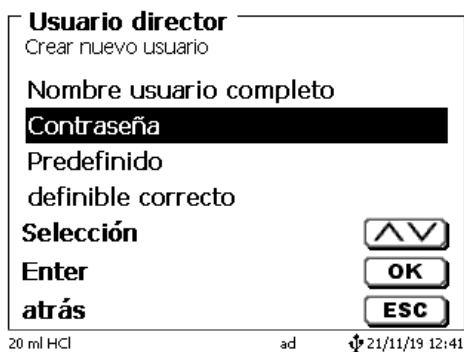 Usuario director
Crear nuevo usuario
Nombre usuario completo
Contraseña
Predefinido
definible correcto
Selección
Enter OK
atrás ESC
20 ml HCl ad 21/11/19 12:41